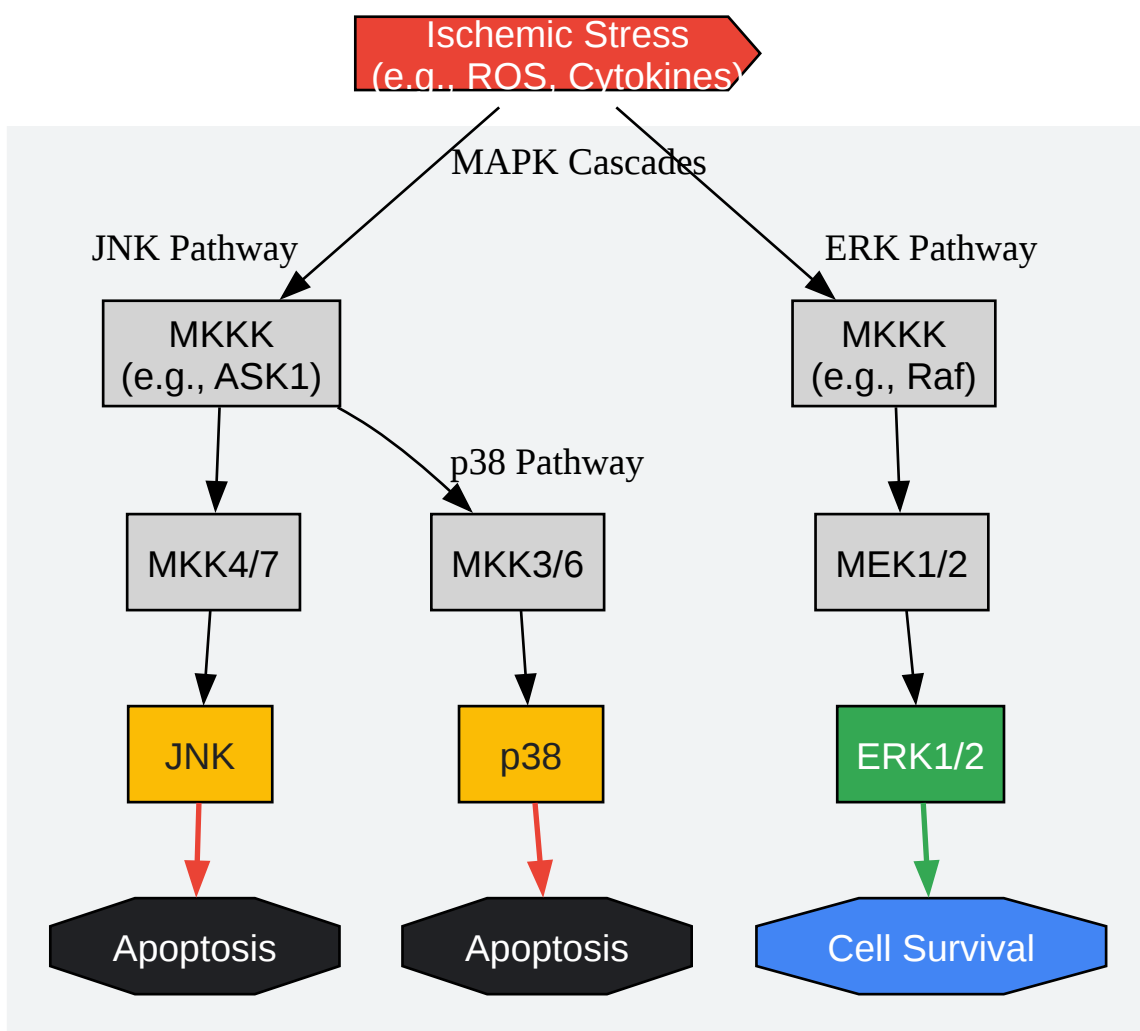 Ischemic Stress
(e.g., ROS, Cytokines)
MAPK Cascades
JNK Pathway
ERK Pathway
MKKK
(e.g., ASK1)
MKKK
(e.g., Raf)
p38 Pathway
MKK4/7
MKK3/6
MEK1/2
JNK
p38
ERK1/2
Apoptosis
Apoptosis
Cell Survival